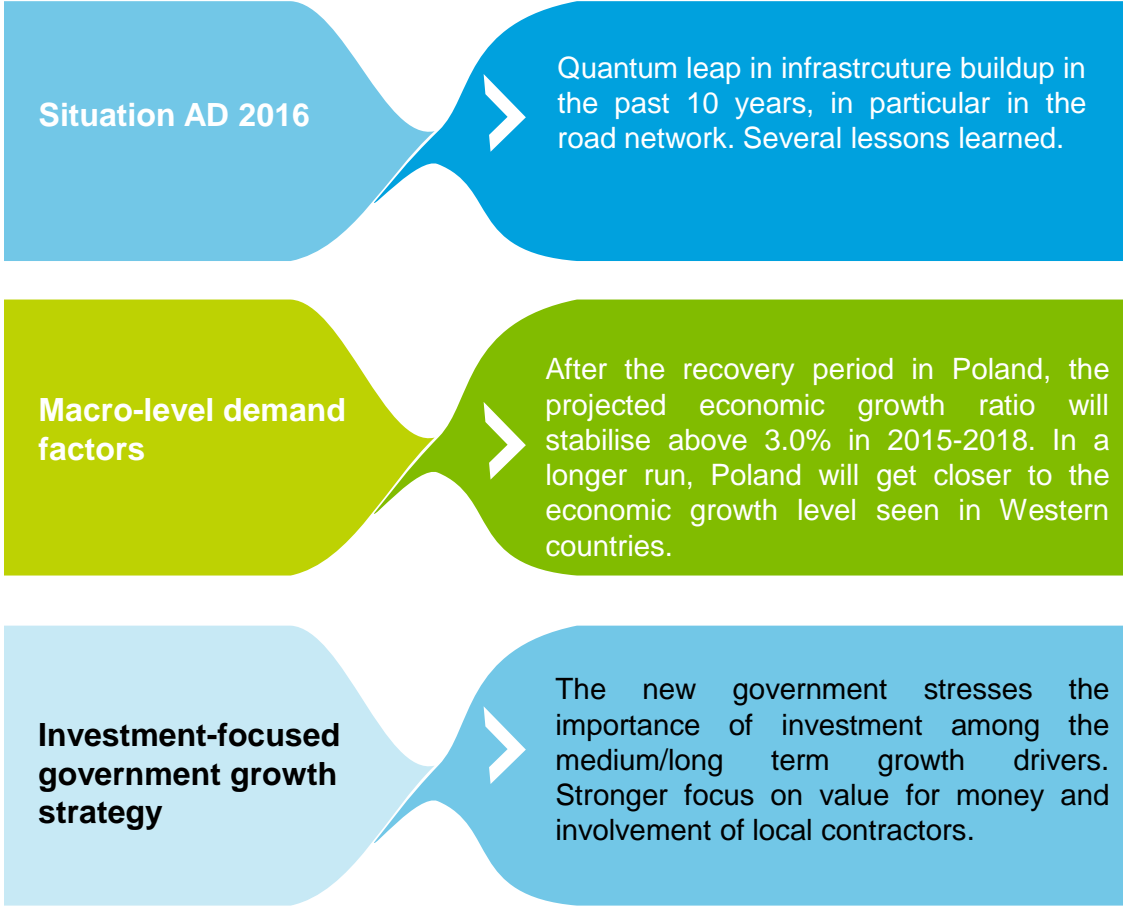 Situation AD 2016
Quantum leap in infrastrcuture buildup in
the past 10 years, in particular in the
road network. Several lessons learned.
Macro-level demand
factors
After the recovery period in Poland, the
projected economic growth ratio will
stabilise above 3.0% in 2015-2018. In a
longer run, Poland will get closer to the
economic growth level seen in Western
countries.
Investment-focused
government growth
strategy
The new government stresses the
importance of investment among the
medium/long term growth drivers.
Stronger focus on value for money and
involvement of local contractors.